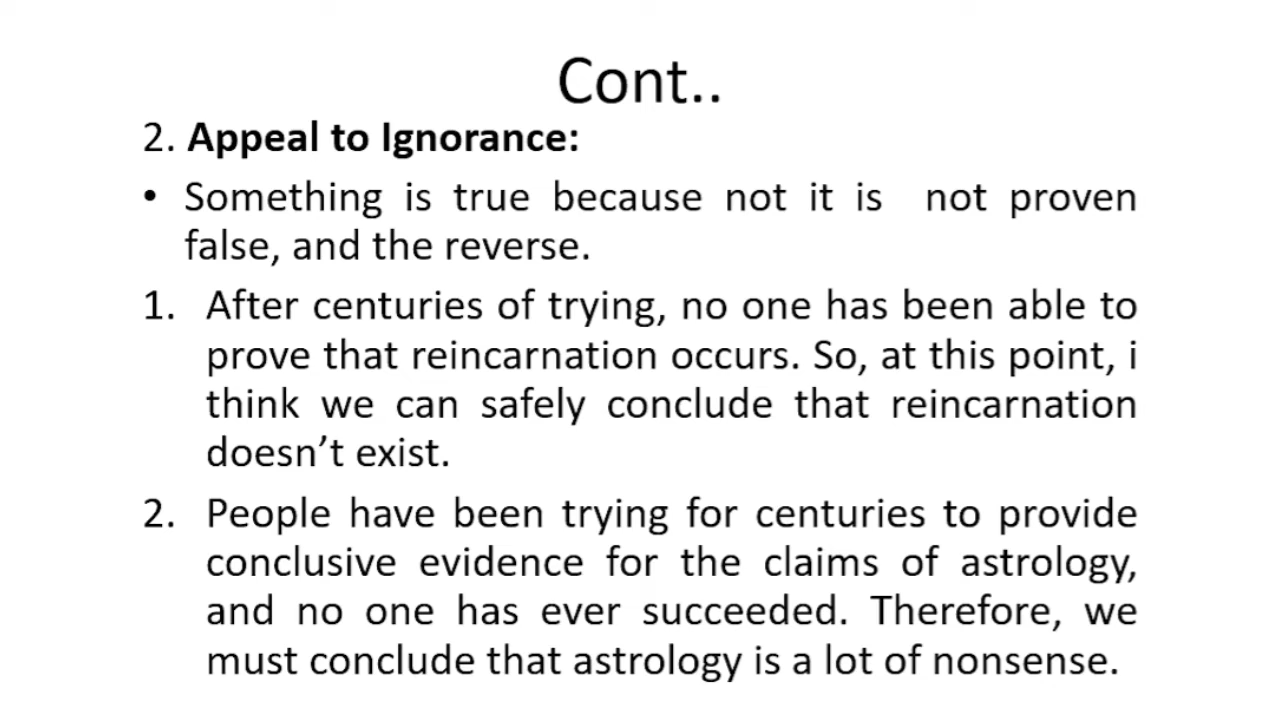 Cont..
2. Appeal to Ignorance:
• Something is true because not it is not proven
false, and the reverse.
1. After centuries of trying, no one has been able to
prove that reincarnation occurs. So, at this point, i
think we can safely conclude that reincarnation
doesn’t exist.
2. People have been trying for centuries to provide
conclusive evidence for the claims of astrology,
and no one has ever succeeded. Therefore, we
must conclude that astrology is a lot of nonsense.